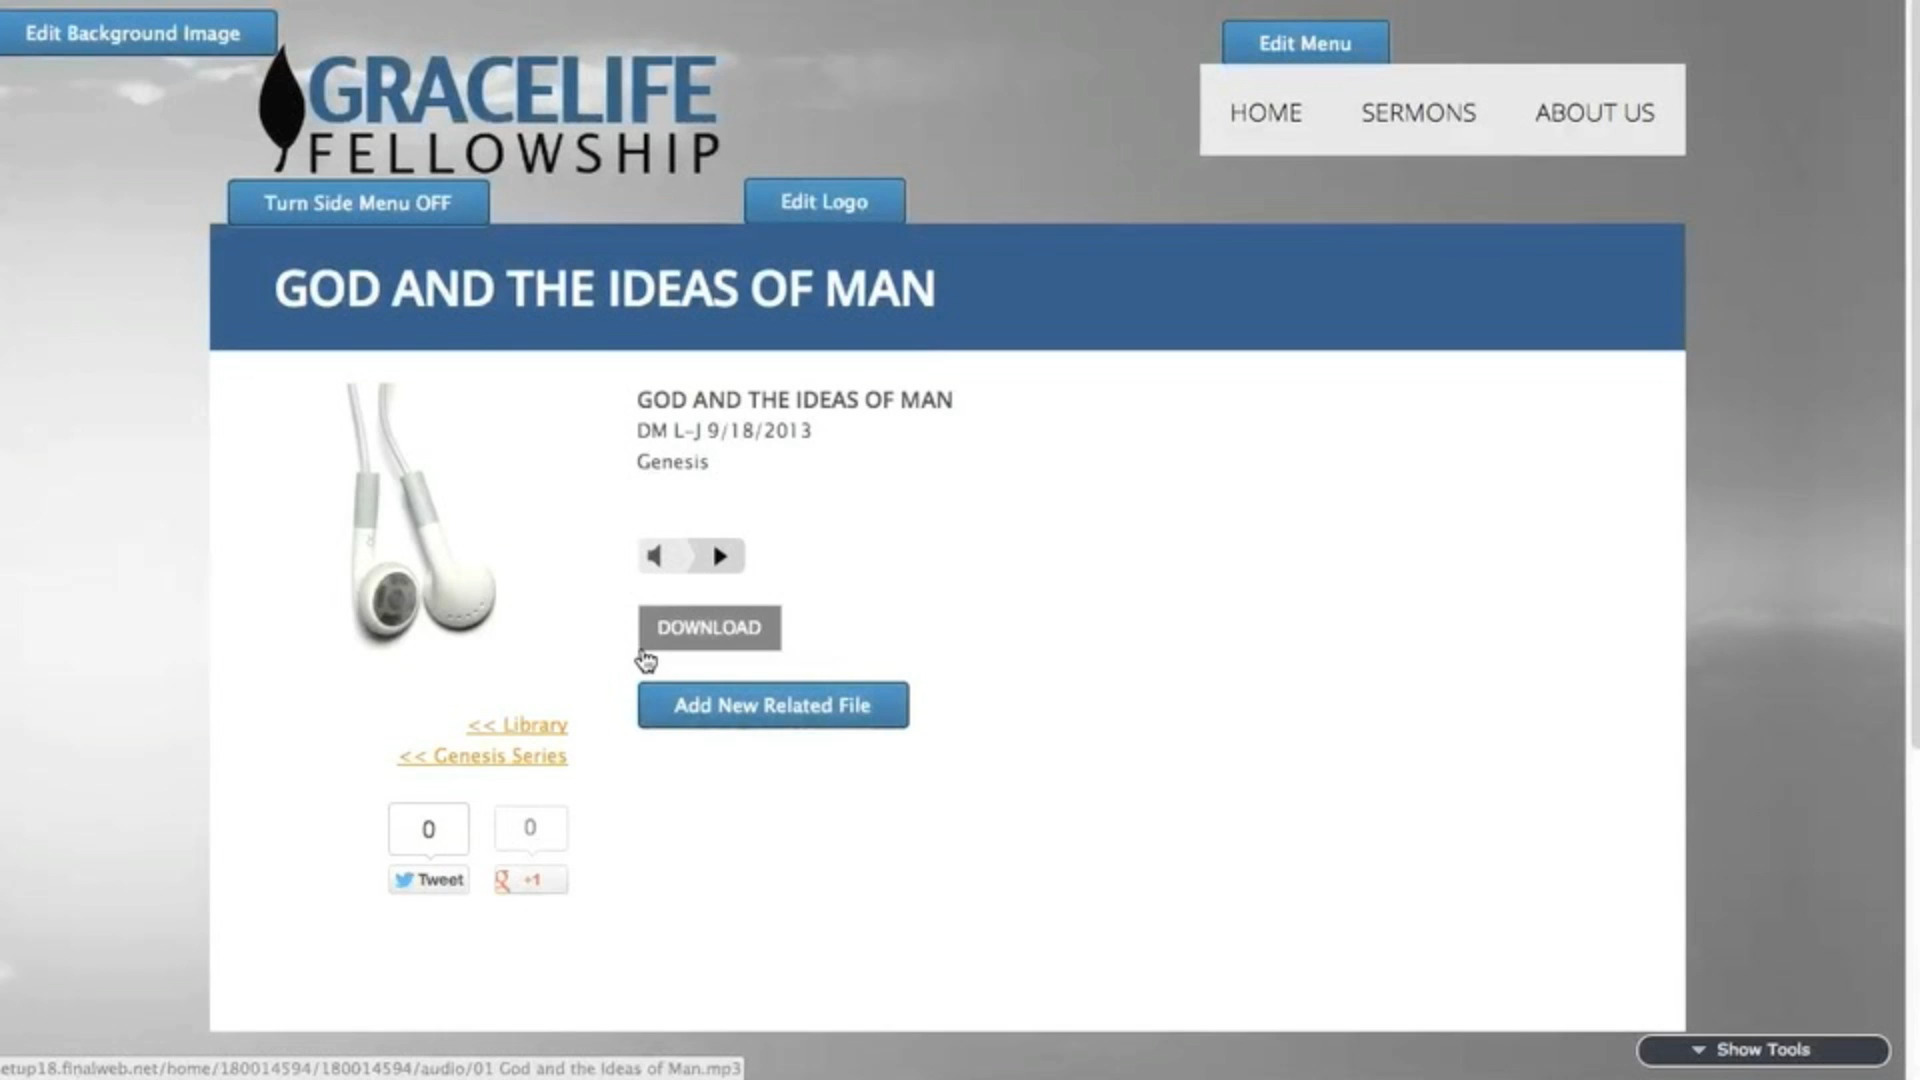 Edit Background Image
GRACELIFE
FELLOWSHIP
Edit Menu
HOME SERMONS ABOUT US
Turn Side Menu OFF
Edit Logo
GOD AND THE IDEAS OF MAN
GOD AND THE IDEAS OF MAN
DM L-J 9/18/2013
Genesis
DOWNLOAD
Add New Related File
<< Library
<< Genesis Series
0
0
Tweet
+1
Show Tools
etup18.finalweb.net/home/180014594/180014594/audio/01 God and the Ideas of Man.mp3